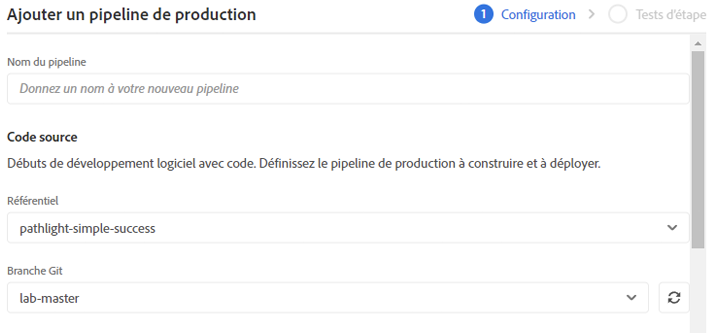 Ajouter un pipeline de production
1 Configuration > Tests d'étape
Nom du pipeline
Donnez un nom à votre nouveau pipeline
Code source
Débuts de développement logiciel avec code. Définissez le pipeline de production à construire et à déployer.
Référentiel
pathlight-simple-success
Branche Git
lab-master